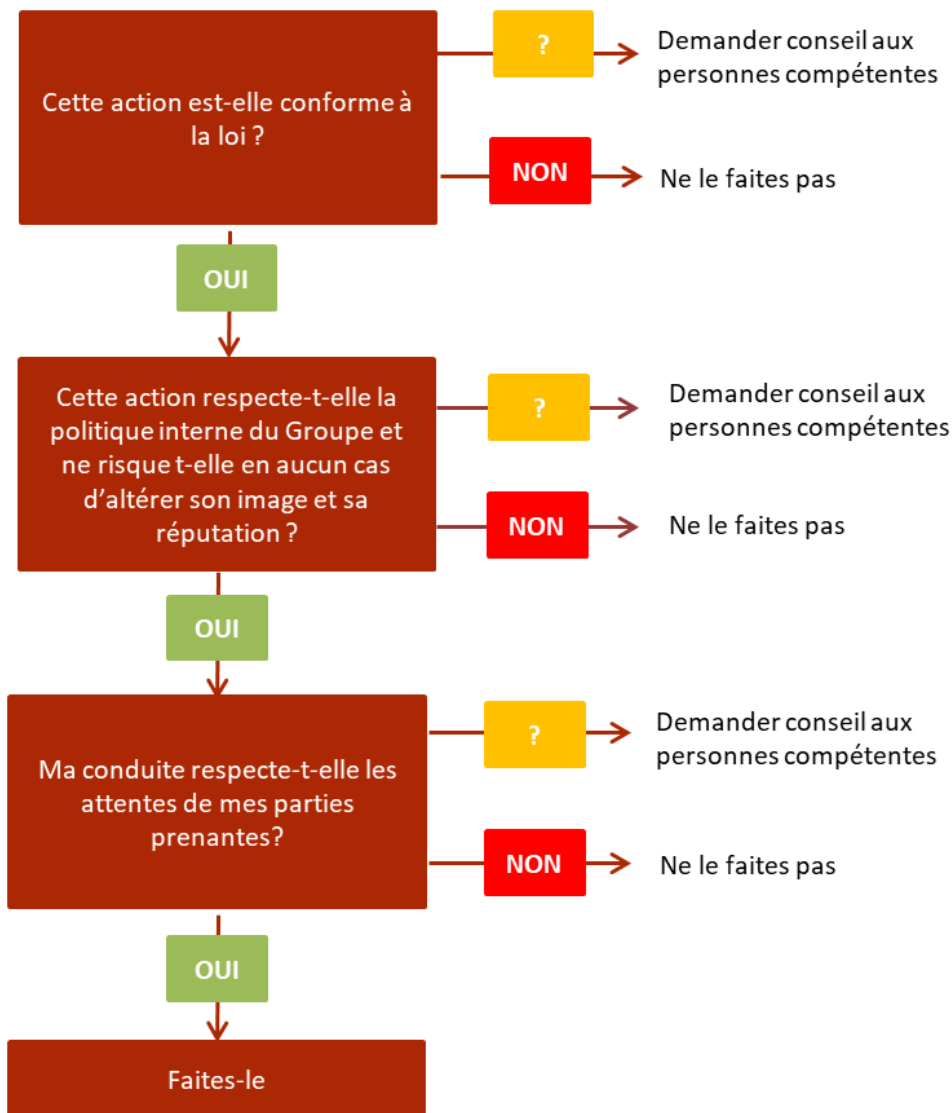 Cette action est-elle conforme à
la loi ?
?
Demander conseil aux
personnes compétentes
NON
Ne le faites pas
OUI
Cette action respecte-t-elle la
politique interne du Groupe et
ne risque t-elle en aucun cas
d’altérer son image et sa
réputation ?
?
Demander conseil aux
personnes compétentes
NON
Ne le faites pas
OUI
Ma conduite respecte-t-elle les
attentes de mes parties
prenantes?
?
Demander conseil aux
personnes compétentes
NON
Ne le faites pas
OUI
Faites-le